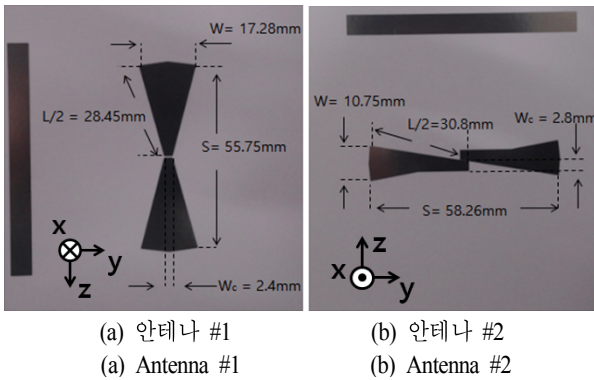 W= 17.28mm
L/2 = 28.45mm
S= 55.75mm
Wc = 2.4mm
x
y
z
(a) 안테나 #1
(a) Antenna #1
W= 10.75mm
L/2=30.8mm
Wc = 2.8mm
S= 58.26mm
z
x
y
(b) 안테나 #2
(b) Antenna #2